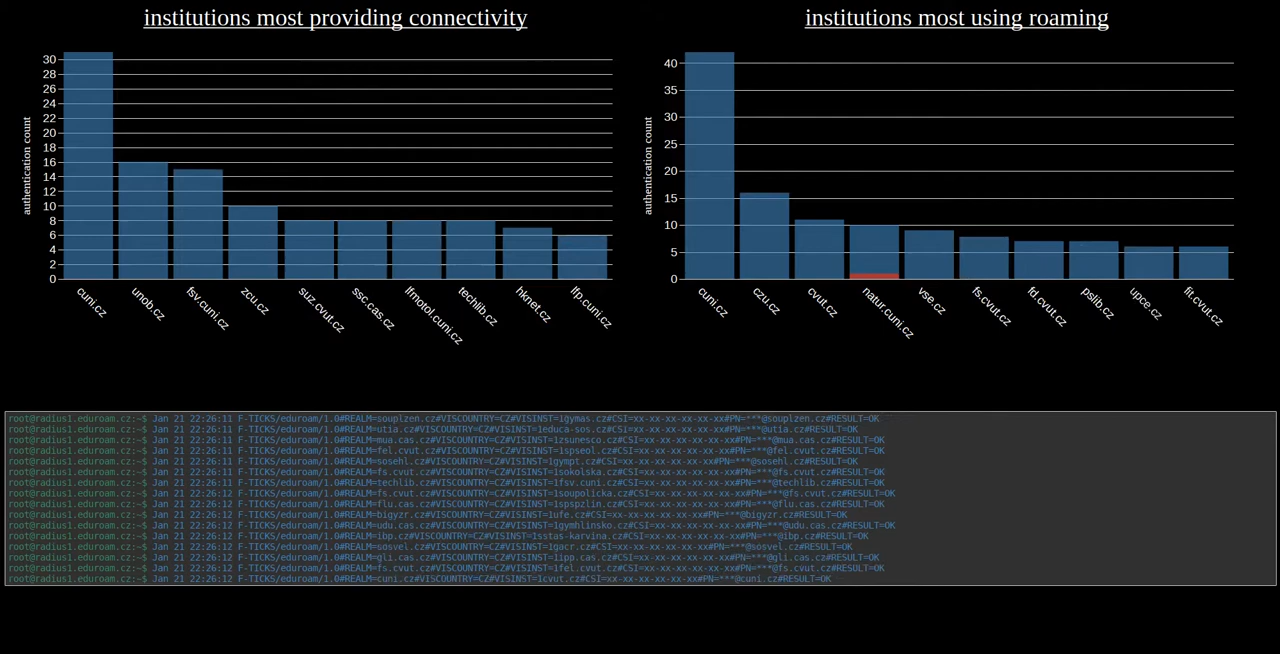 institutions most providing connectivity
authentication count
30
28
26
24
22
20
18
16
14
12
10
8
6
4
2
0
cuni.cz
unob.cz
fsv.cuni.cz
zcu.cz
suz.cvut.cz
ssc.cas.cz
lfmotol.cuni.cz
techlib.cz
hknet.cz
lfp.cuni.cz
institutions most using roaming
authentication count
40
35
30
25
20
15
10
5
0
cuni.cz
czu.cz
cvut.cz
natur.cuni.cz
vse.cz
fs.cvut.cz
fd.cvut.cz
pslib.cz
upce.cz
fit.cvut.cz
root@radius1.eduroam.cz:~$ Jan 21 22:26:11 F-TICKS/eduroam/1.0#REALM=souplzen.cz#VISCOUNTRY=CZ#VISINST=1gymas.cz#CSI=xx-xx-xx-xx-xx-xx#PN=***@souplzen.cz#RESULT=OK
root@radius1.eduroam.cz:~$ Jan 21 22:26:11 F-TICKS/eduroam/1.0#REALM=utia.cz#VISCOUNTRY=CZ#VISINST=1educa-sos.cz#CSI=xx-xx-xx-xx-xx-xx#PN=***@utia.cz#RESULT=OK
root@radius1.eduroam.cz:~$ Jan 21 22:26:11 F-TICKS/eduroam/1.0#REALM=mua.cas.cz#VISCOUNTRY=CZ#VISINST=1zsunesco.cz#CSI=xx-xx-xx-xx-xx-xx#PN=***@mua.cas.cz#RESULT=OK
root@radius1.eduroam.cz:~$ Jan 21 22:26:11 F-TICKS/eduroam/1.0#REALM=fel.cvut.cz#VISCOUNTRY=CZ#VISINST=1spseol.cz#CSI=xx-xx-xx-xx-xx-xx#PN=***@fel.cvut.cz#RESULT=OK
root@radius1.eduroam.cz:~$ Jan 21 22:26:11 F-TICKS/eduroam/1.0#REALM=sosehl.cz#VISCOUNTRY=CZ#VISINST=1gympt.cz#CSI=xx-xx-xx-xx-xx-xx#PN=***@sosehl.cz#RESULT=OK
root@radius1.eduroam.cz:~$ Jan 21 22:26:11 F-TICKS/eduroam/1.0#REALM=fs.cvut.cz#VISCOUNTRY=CZ#VISINST=1sokolska.cz#CSI=xx-xx-xx-xx-xx-xx#PN=***@fs.cvut.cz#RESULT=OK
root@radius1.eduroam.cz:~$ Jan 21 22:26:11 F-TICKS/eduroam/1.0#REALM=techlib.cz#VISCOUNTRY=CZ#VISINST=1fsv.cuni.cz#CSI=xx-xx-xx-xx-xx-xx#PN=***@techlib.cz#RESULT=OK
root@radius1.eduroam.cz:~$ Jan 21 22:26:12 F-TICKS/eduroam/1.0#REALM=fs.cvut.cz#VISCOUNTRY=CZ#VISINST=1soupolicka.cz#CSI=xx-xx-xx-xx-xx-xx#PN=***@fs.cvut.cz#RESULT=OK
root@radius1.eduroam.cz:~$ Jan 21 22:26:12 F-TICKS/eduroam/1.0#REALM=flu.cas.cz#VISCOUNTRY=CZ#VISINST=1spspzlin.cz#CSI=xx-xx-xx-xx-xx-xx#PN=***@flu.cas.cz#RESULT=OK
root@radius1.eduroam.cz:~$ Jan 21 22:26:12 F-TICKS/eduroam/1.0#REALM=bigyzr.cz#VISCOUNTRY=CZ#VISINST=1ufe.cz#CSI=xx-xx-xx-xx-xx-xx#PN=***@bigyzr.cz#RESULT=OK
root@radius1.eduroam.cz:~$ Jan 21 22:26:12 F-TICKS/eduroam/1.0#REALM=udu.cas.cz#VISCOUNTRY=CZ#VISINST=1gymhlinsko.cz#CSI=xx-xx-xx-xx-xx-xx#PN=***@udu.cas.cz#RESULT=OK
root@radius1.eduroam.cz:~$ Jan 21 22:26:12 F-TICKS/eduroam/1.0#REALM=ibp.cz#VISCOUNTRY=CZ#VISINST=1sstas-karvina.cz#CSI=xx-xx-xx-xx-xx-xx#PN=***@ibp.cz#RESULT=OK
root@radius1.eduroam.cz:~$ Jan 21 22:26:12 F-TICKS/eduroam/1.0#REALM=sosvel.cz#VISCOUNTRY=CZ#VISINST=1gacr.cz#CSI=xx-xx-xx-xx-xx-xx#PN=***@sosvel.cz#RESULT=OK
root@radius1.eduroam.cz:~$ Jan 21 22:26:12 F-TICKS/eduroam/1.0#REALM=gli.cas.cz#VISCOUNTRY=CZ#VISINST=1ipp.cas.cz#CSI=xx-xx-xx-xx-xx-xx#PN=***@gli.cas.cz#RESULT=OK
root@radius1.eduroam.cz:~$ Jan 21 22:26:12 F-TICKS/eduroam/1.0#REALM=fs.cvut.cz#VISCOUNTRY=CZ#VISINST=1fel.cvut.cz#CSI=xx-xx-xx-xx-xx-xx#PN=***@fs.cvut.cz#RESULT=OK
root@radius1.eduroam.cz:~$ Jan 21 22:26:12 F-TICKS/eduroam/1.0#REALM=cuni.cz#VISCOUNTRY=CZ#VISINST=1cvut.cz#CSI=xx-xx-xx-xx-xx-xx#PN=***@cuni.cz#RESULT=OK